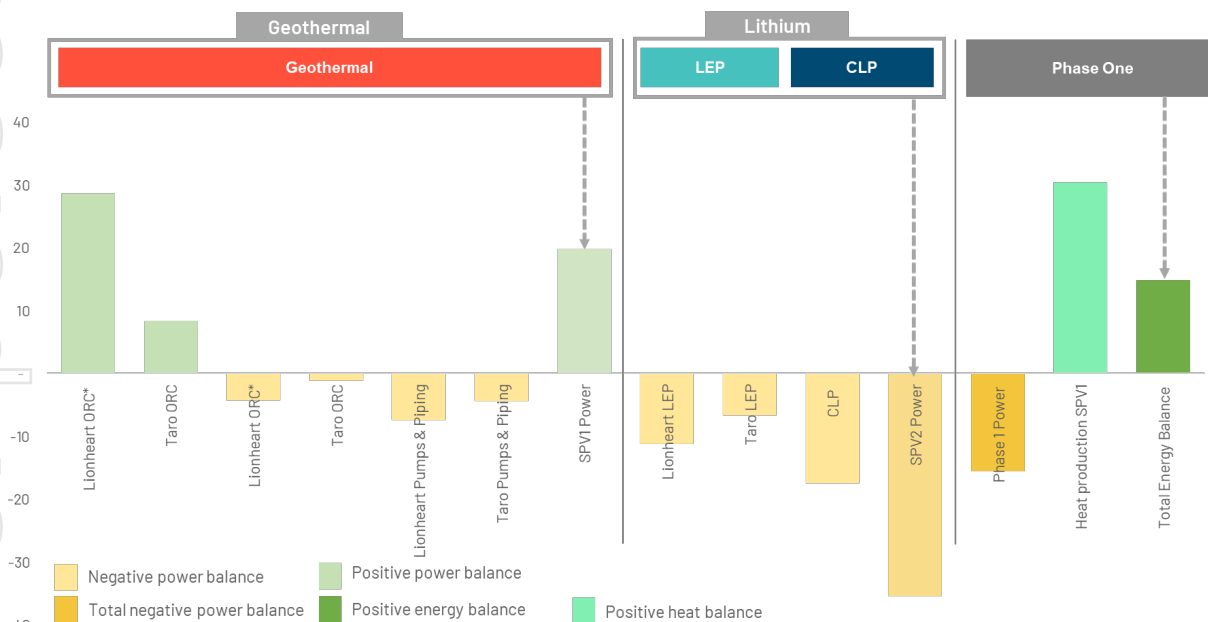 Geothermal
Lithium
Geothermal
LEP
CLP
Phase One
40
30
20
10
-
-10
-20
-30
Lionheart ORC*
Taro ORC
Lionheart ORC*
Taro ORC
Lionheart Pumps & Piping
Taro Pumps & Piping
SPV1 Power
Lionheart LEP
Taro LEP
CLP
SPV2 Power
Phase 1 Power
Heat production SPV1
Total Energy Balance
Negative power balance
Positive power balance
Total negative power balance
Positive energy balance
Positive heat balance